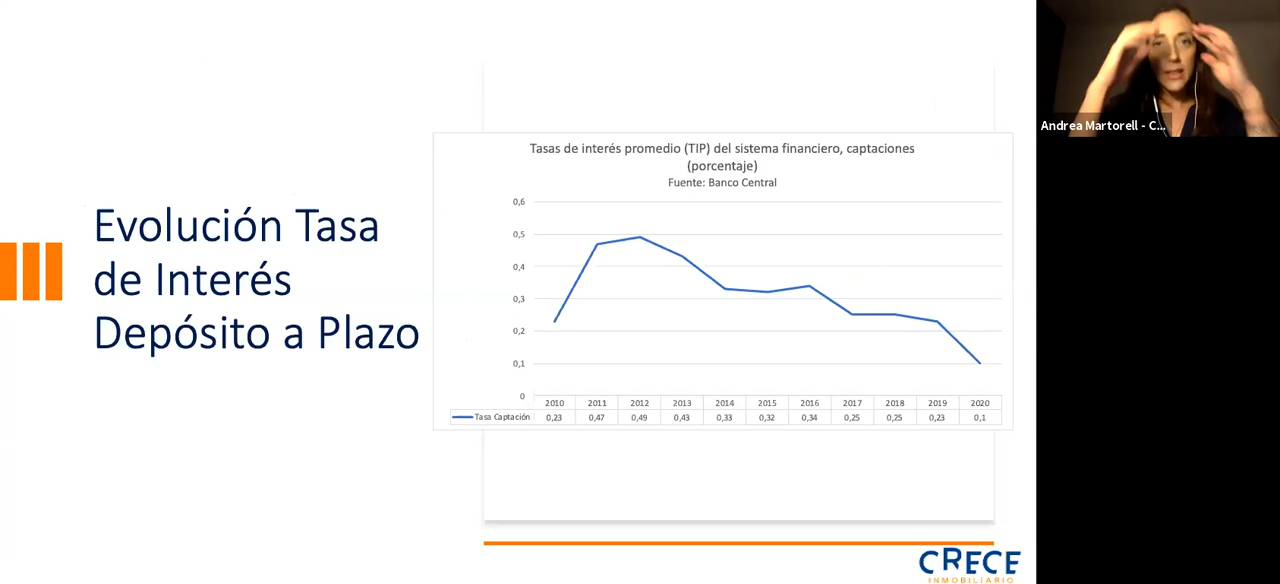 Evolución Tasa
de Interés
Depósito a Plazo
Tasas de interés promedio (TIP) del sistema financiero, captaciones
(porcentaje)
Fuente: Banco Central
0,6
0,5
0,4
0,3
0,2
0,1
0
2010 2011 2012 2013 2014 2015 2016 2017 2018 2019 2020
Tasa Captación 0,23 0,47 0,49 0,43 0,33 0,32 0,34 0,25 0,25 0,23 0,1
CRECE
INMOBILIARIO
Andrea Martorell - C...